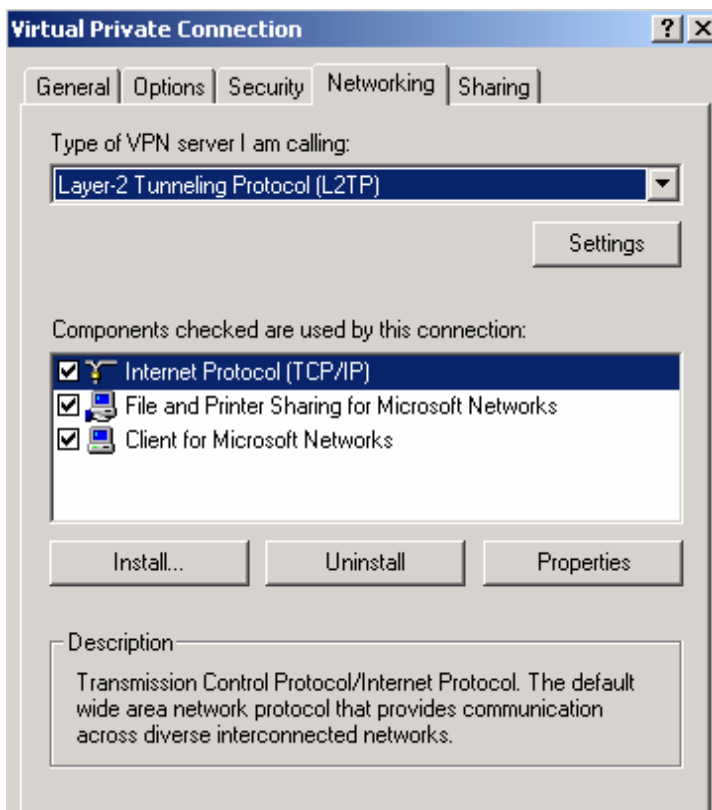 Virtual Private Connection
General Options Security Networking Sharing
Type of VPN server I am calling:
Layer-2 Tunneling Protocol (L2TP)
Settings
Components checked are used by this connection:
Internet Protocol (TCP/IP)
File and Printer Sharing for Microsoft Networks
Client for Microsoft Networks
Install... Uninstall Properties
Description
Transmission Control Protocol/Internet Protocol. The default
wide area network protocol that provides communication
across diverse interconnected networks.